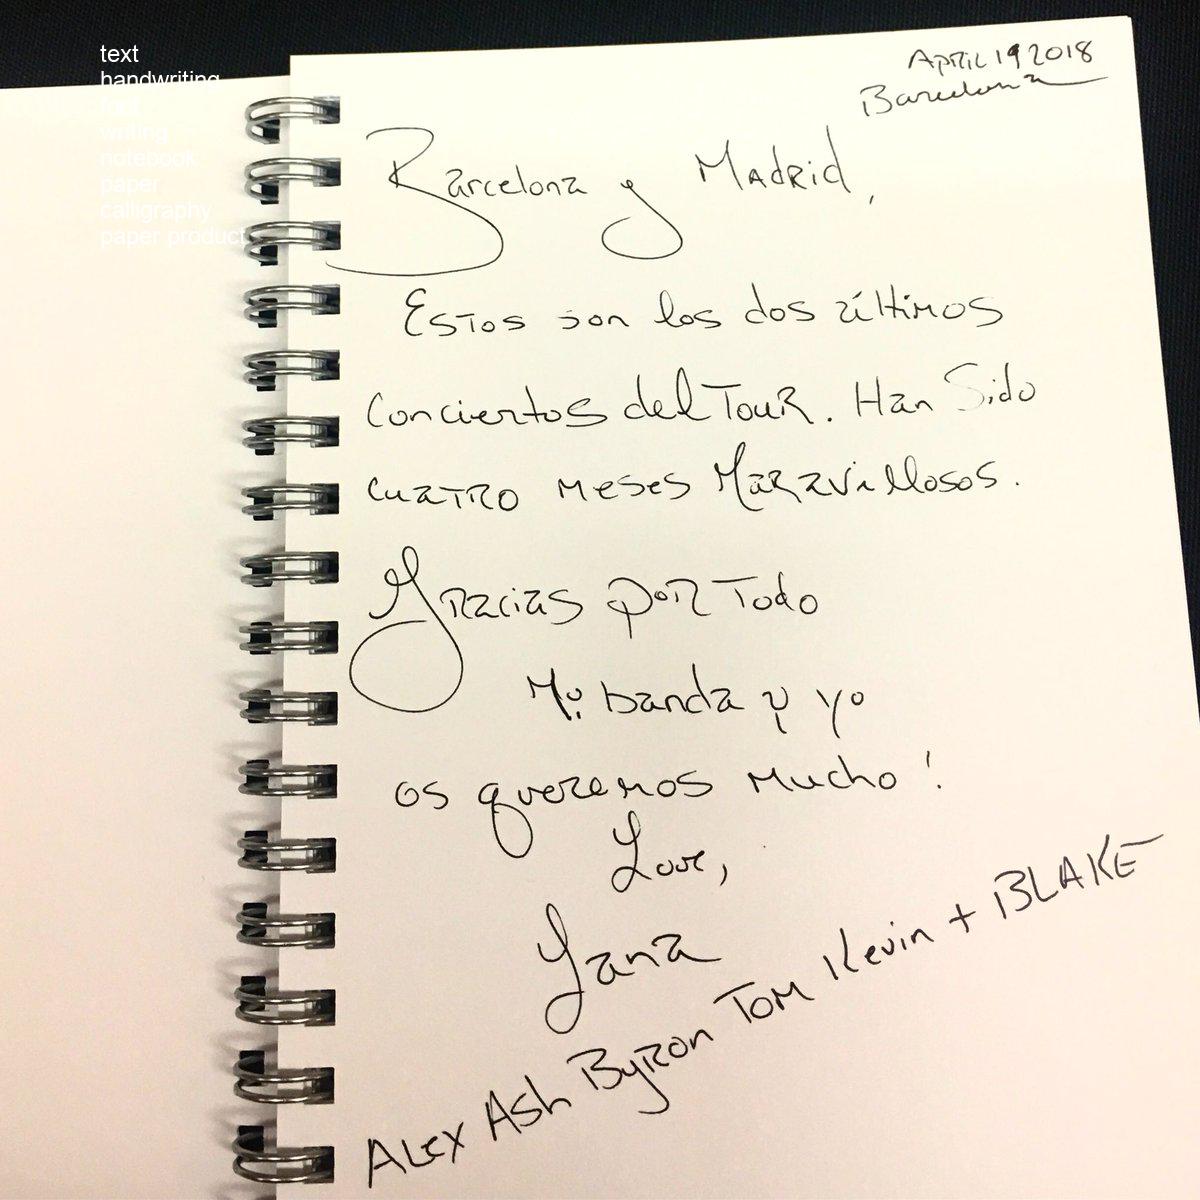 text
handwriting
font
writing
notebook
paper
calligraphy
paper product
April 19 2018
Barcelona
Barcelona y Madrid,
Estos son los dos últimos
conciertos del Tour. Han Sido
cuatro meses Maravillosos.
Gracias por Todo
Mi banda y yo
os queremos Mucho!
Love,
Lana
ALEX Ash Byron Tom Kevin + BLAKE